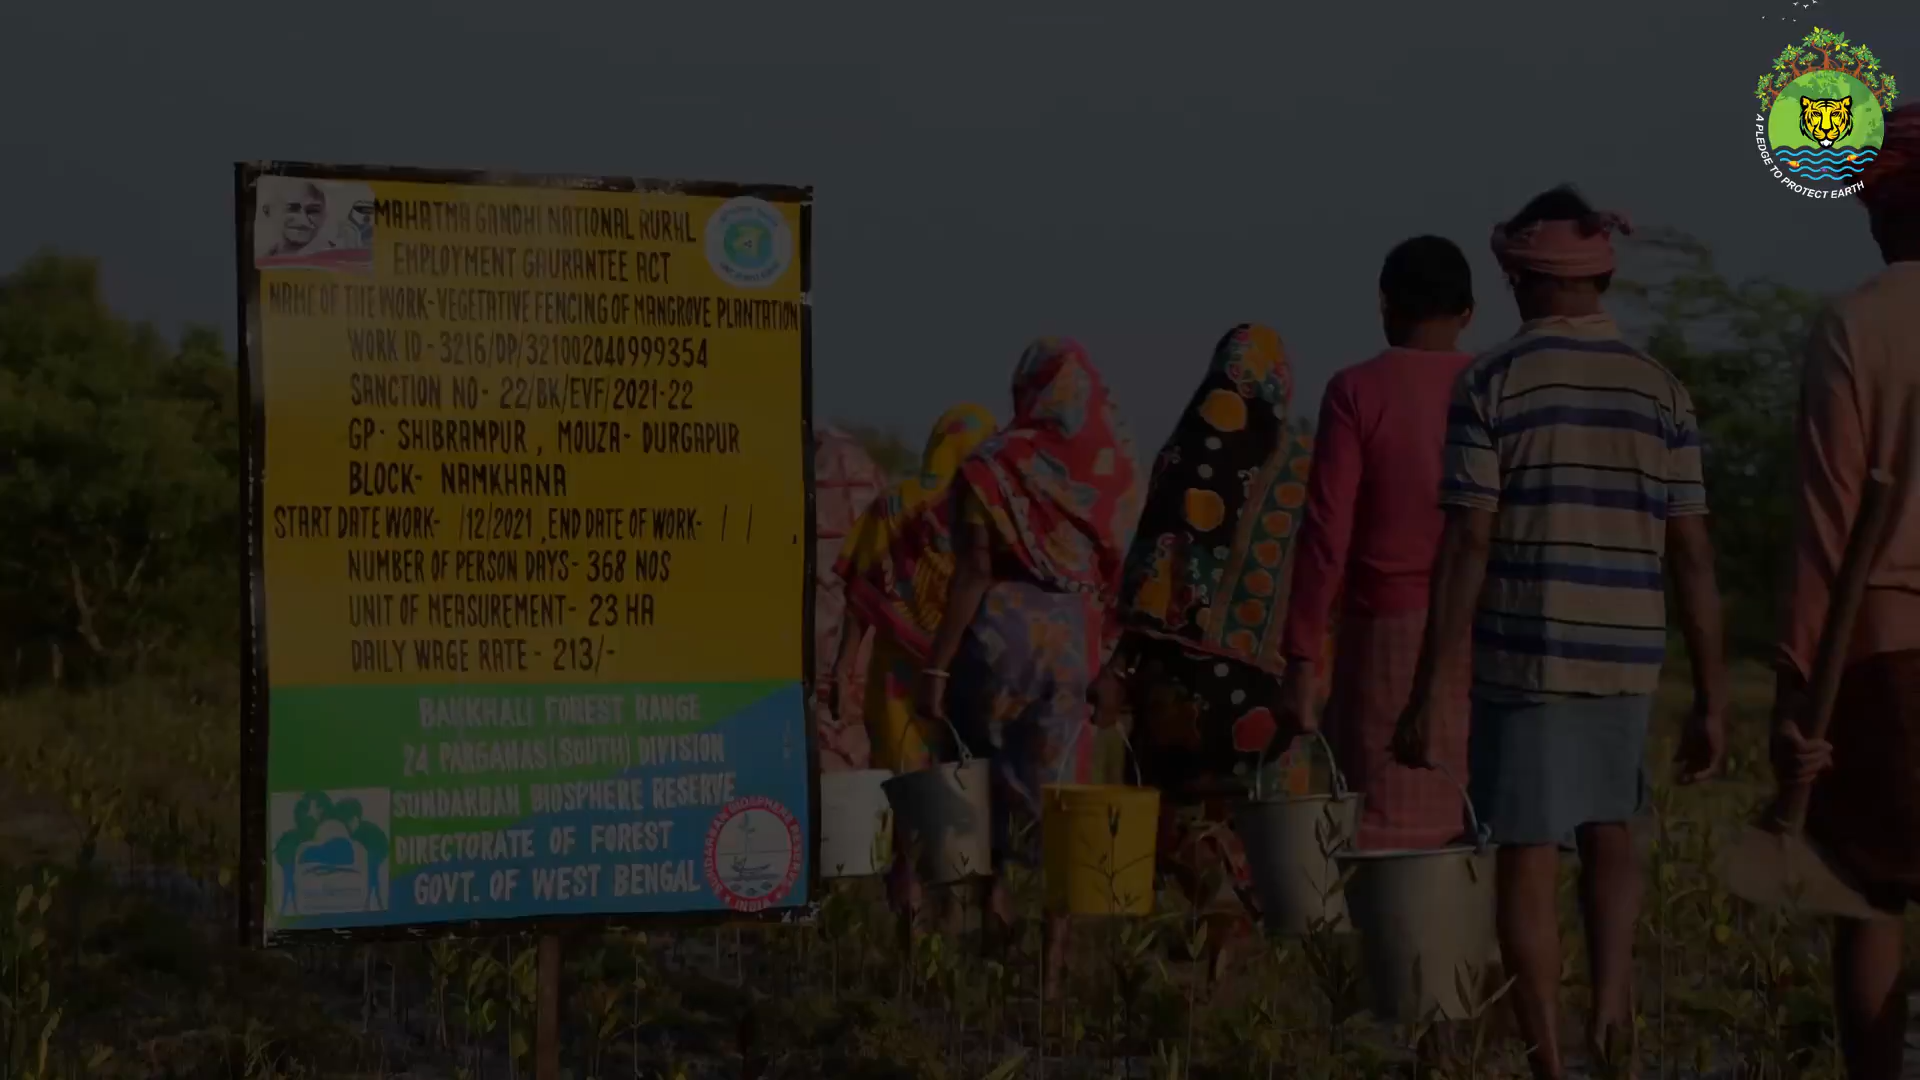 MAHATMA GANDHI NATIONAL RURAL
EMPLOYMENT GAURANTEE ACT
NAME OF THE WORK-VEGETATIVE FENCING OF MANGROVE PLANTATION
WORK ID - 3216/DP/321002040999354
SANCTION NO - 22/BK/EVF/2021-22
GP - SHIBRAMPUR, MOUZA - DURGAPUR
BLOCK- NAMKHANA
START DATE WORK- /12/2021, END DATE OF WORK- / / .
NUMBER OF PERSON DAYS - 368 NOS
UNIT OF MEASUREMENT- 23 HA
DAILY WAGE RATE - 213/-
BAKKHALI FOREST RANGE
24 PARGANAS (SOUTH) DIVISION
SUNDARBAN BIOSPHERE RESERVE
DIRECTORATE OF FOREST
GOVT. OF WEST BENGAL
SUNDARBAN BIOSPHERE RESERVE
INDIA
A PLEDGE TO PROTECT EARTH